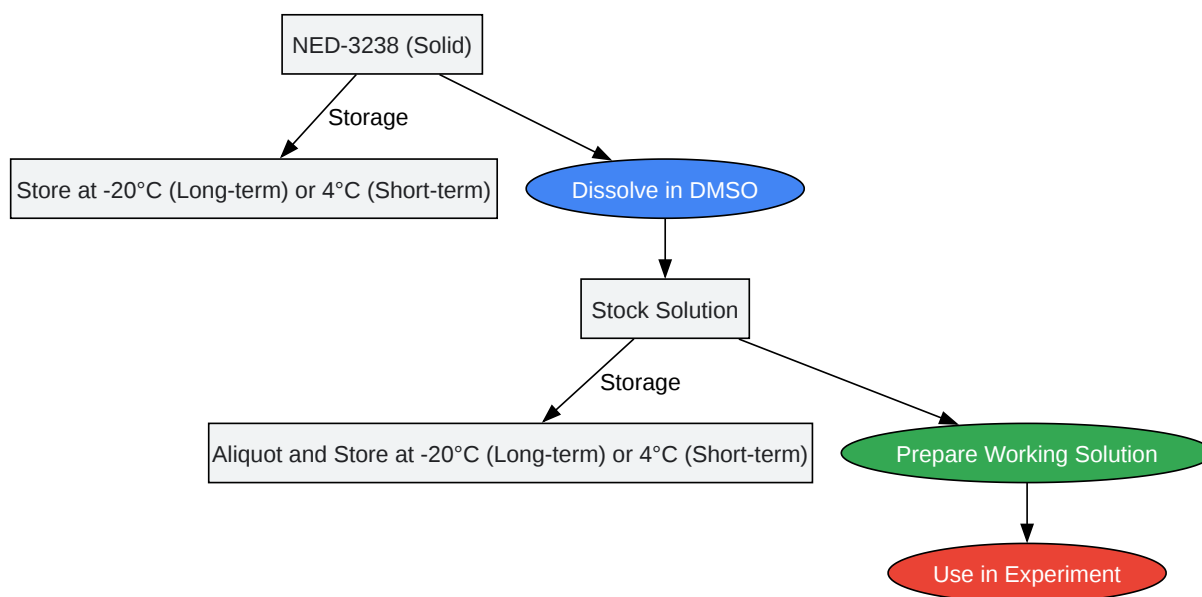 NED-3238 (Solid)
Storage
Store at -20°C (Long-term) or 4°C (Short-term)
Dissolve in DMSO
Stock Solution
Storage
Aliquot and Store at -20°C (Long-term) or 4°C (Short-term)
Prepare Working Solution
Use in Experiment